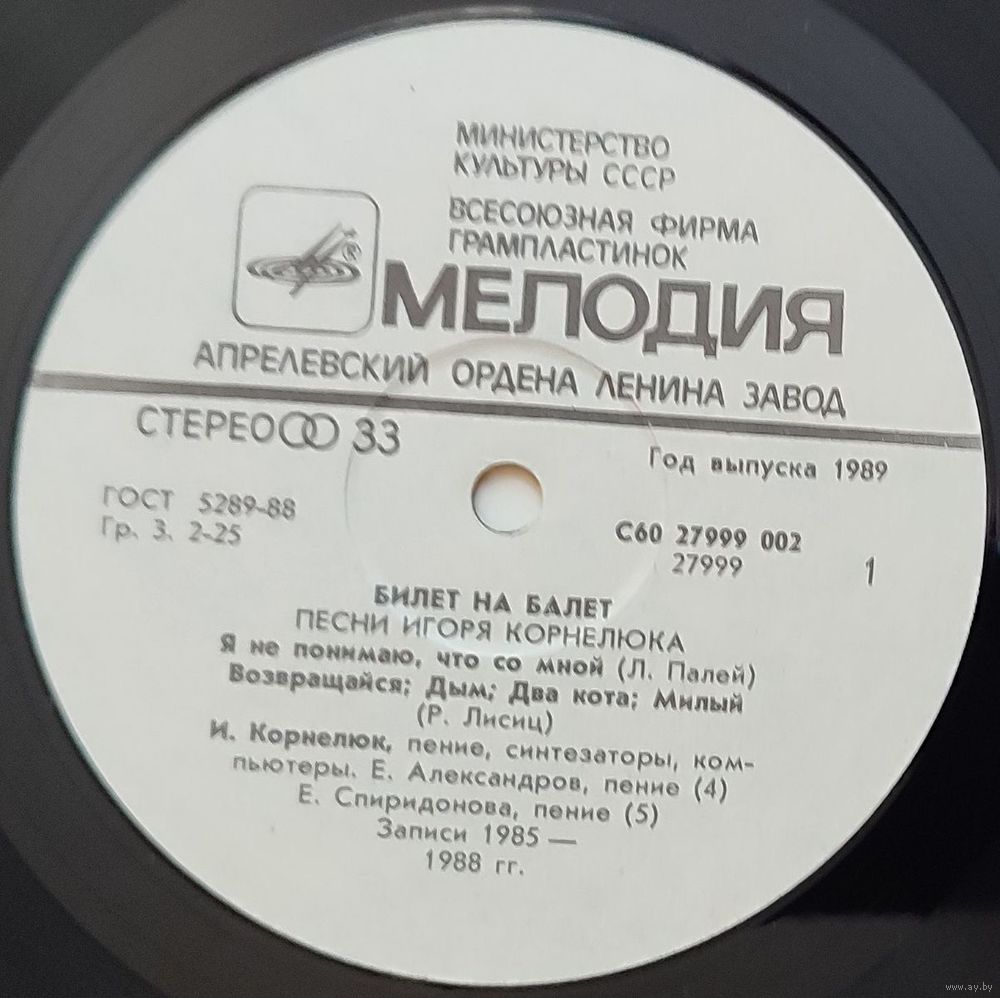 МИНИСТЕРСТВО
КУЛЬТУРЫ СССР
ВСЕСОЮЗНАЯ ФИРМА
ГРАМПЛАСТИНОК
®
МЕЛОДИЯ
АПРЕЛЕВСКИЙ ОРДЕНА ЛЕНИНА ЗАВОД
СТЕРЕО 33
Год выпуска 1989
ГОСТ 5289-88
Гр. 3. 2-25
С60 27999 002
27999
1
БИЛЕТ НА БАЛЕТ
ПЕСНИ ИГОРЯ КОРНЕЛЮКА
Я не понимаю, что со мной (Л. Палей)
Возвращайся; Дым; Два кота; Милый
(Р. Лисиц)
И. Корнелюк, пение, синтезаторы, ком-
пьютеры. Е. Александров, пение (4)
Е. Спиридонова, пение (5)
Записи 1985 —
1988 гг.
www.ay.by